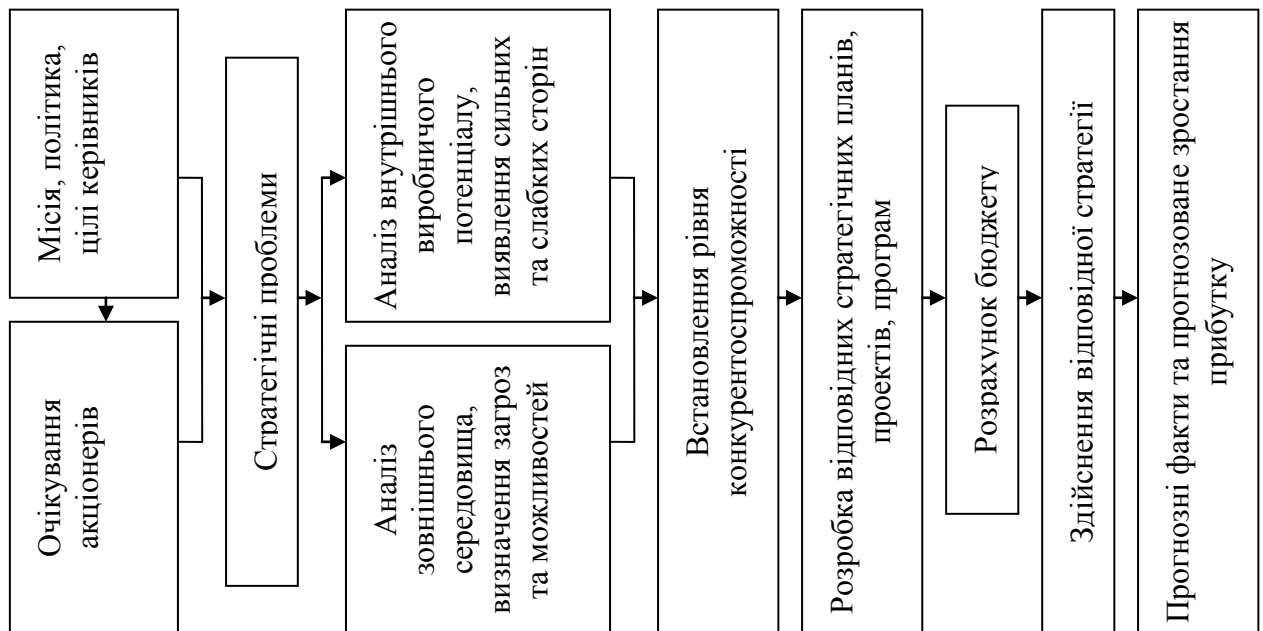 Місія, політика,
цілі керівників
Очікування
акціонерів
Стратегічні проблеми
Аналіз внутрішнього
виробничого
потенціалу,
виявлення сильних
та слабких сторін
Аналіз
зовнішнього
середовища,
визначення загроз
та можливостей
Встановлення рівня
конкурентоспроможності
Розробка відповідних стратегічних планів,
проектів, програм
Розрахунок бюджету
Здійснення відповідної стратегії
Прогнозні факти та прогнозоване зростання
прибутку